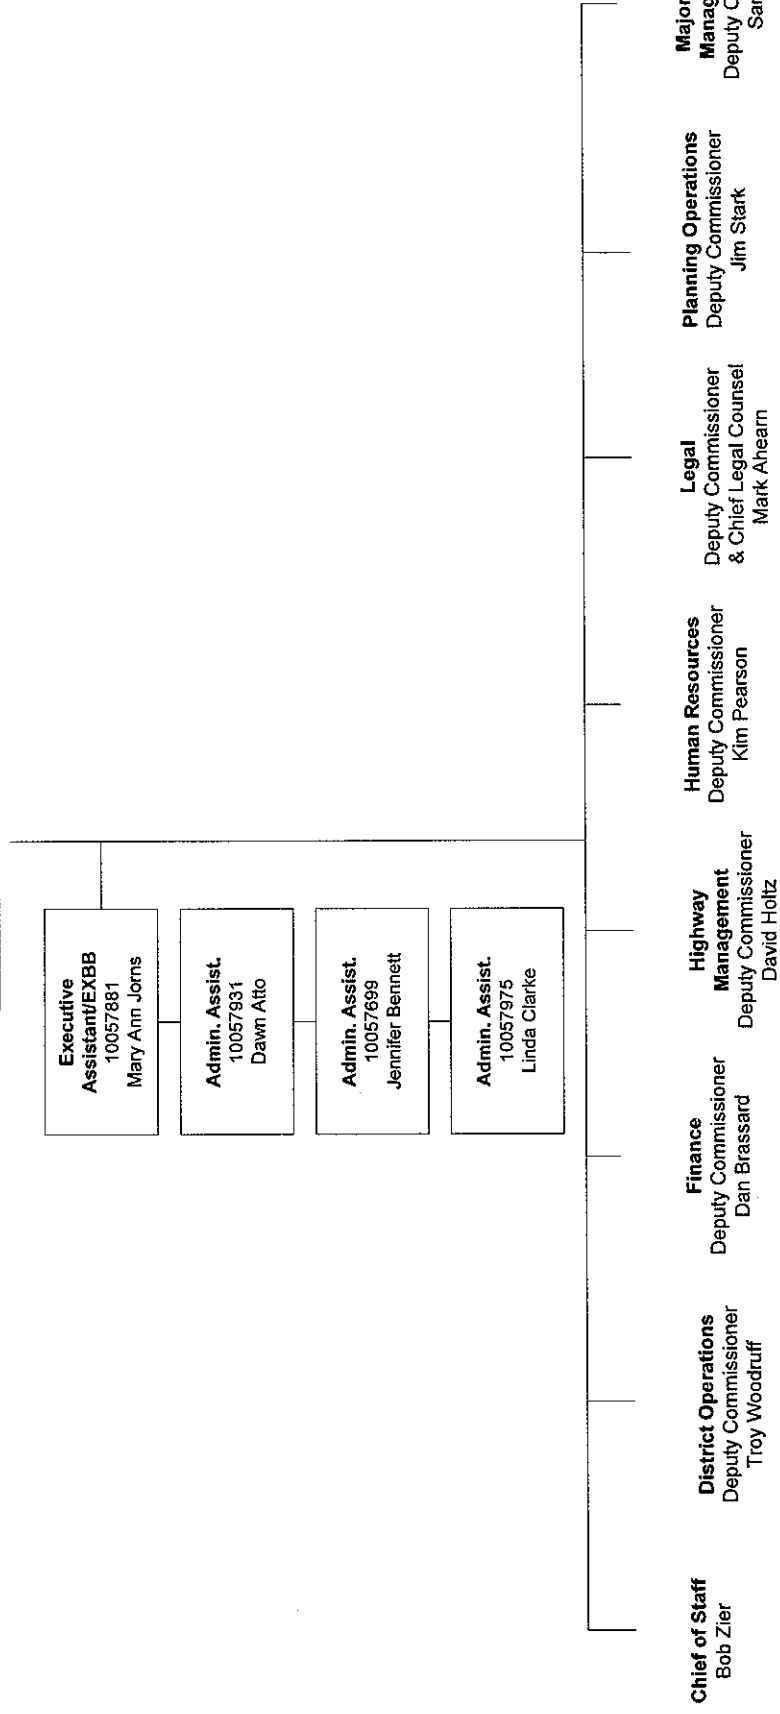 Executive
Assistant/EXBB
10057881
Mary Ann Jorns
Admin. Assist.
10057931
Dawn Atto
Admin. Assist.
10057699
Jennifer Bennett
Admin. Assist.
10057975
Linda Clarke
Chief of Staff
Bob Zier
District Operations
Deputy Commissioner
Troy Woodruff
Finance
Deputy Commissioner
Dan Brassard
Highway
Management
Deputy Commissioner
David Holtz
Human Resources
Deputy Commissioner
Kim Pearson
Legal
Deputy Commissioner
& Chief Legal Counsel
Mark Ahearn
Planning Operations
Deputy Commissioner
Jim Stark
Major
Deputy